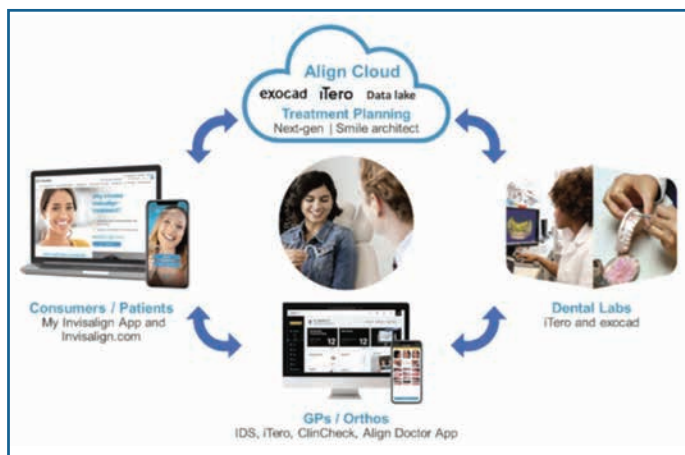 Align Cloud
exocad iTero Data lake
Treatment Planning
Next-gen | Smile architect
Consumers / Patients
My Invisalign App and
Invisalign.com
Dental Labs
iTero and exocad
GPs / Orthos
IDS, iTero, ClinCheck, Align Doctor App